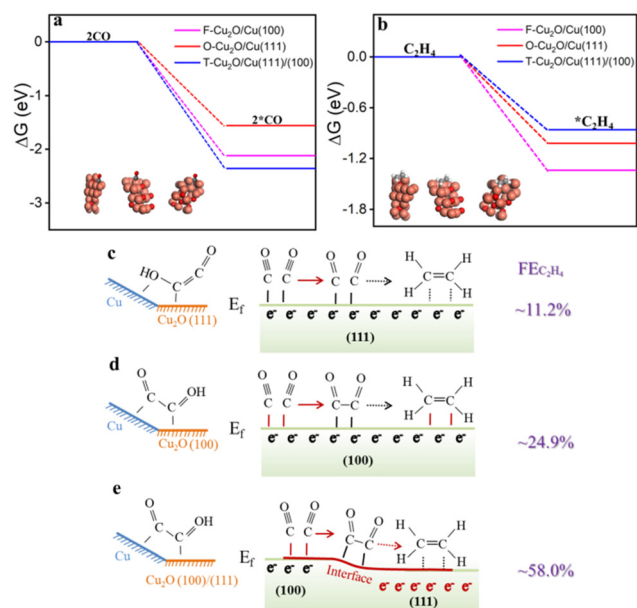 a
2CO
F-Cu2O/Cu(100)
O-Cu2O/Cu(111)
T-Cu2O/Cu(111)/(100)
2*CO
ΔG (eV)
0
-1
-2
-3
b
C2H4
F-Cu2O/Cu(100)
O-Cu2O/Cu(111)
T-Cu2O/Cu(111)/(100)
*C2H4
ΔG (eV)
0.0
-0.6
-1.2
-1.8
c
HO
C
C
O
Cu
Cu2O (111)
Ef
O O
C C
O O
C C
H H
C=C
H H
e- e- e- e- e- e- e- e- e-
(111)
FEC2H4
~11.2%
d
O
C
C
OH
Cu
Cu2O (100)
Ef
O O
C C
O O
C-C
H H
C=C
H H
e- e- e- e- e- e- e- e- e-
(100)
~24.9%
e
O
C
C
OH
Cu
Cu2O (100)/(111)
Ef
O O
C C
O
O
C
C
H H
C=C
H H
e- e- e-
(100)
Interface
e- e- e- e- e- e-
(111)
~58.0%